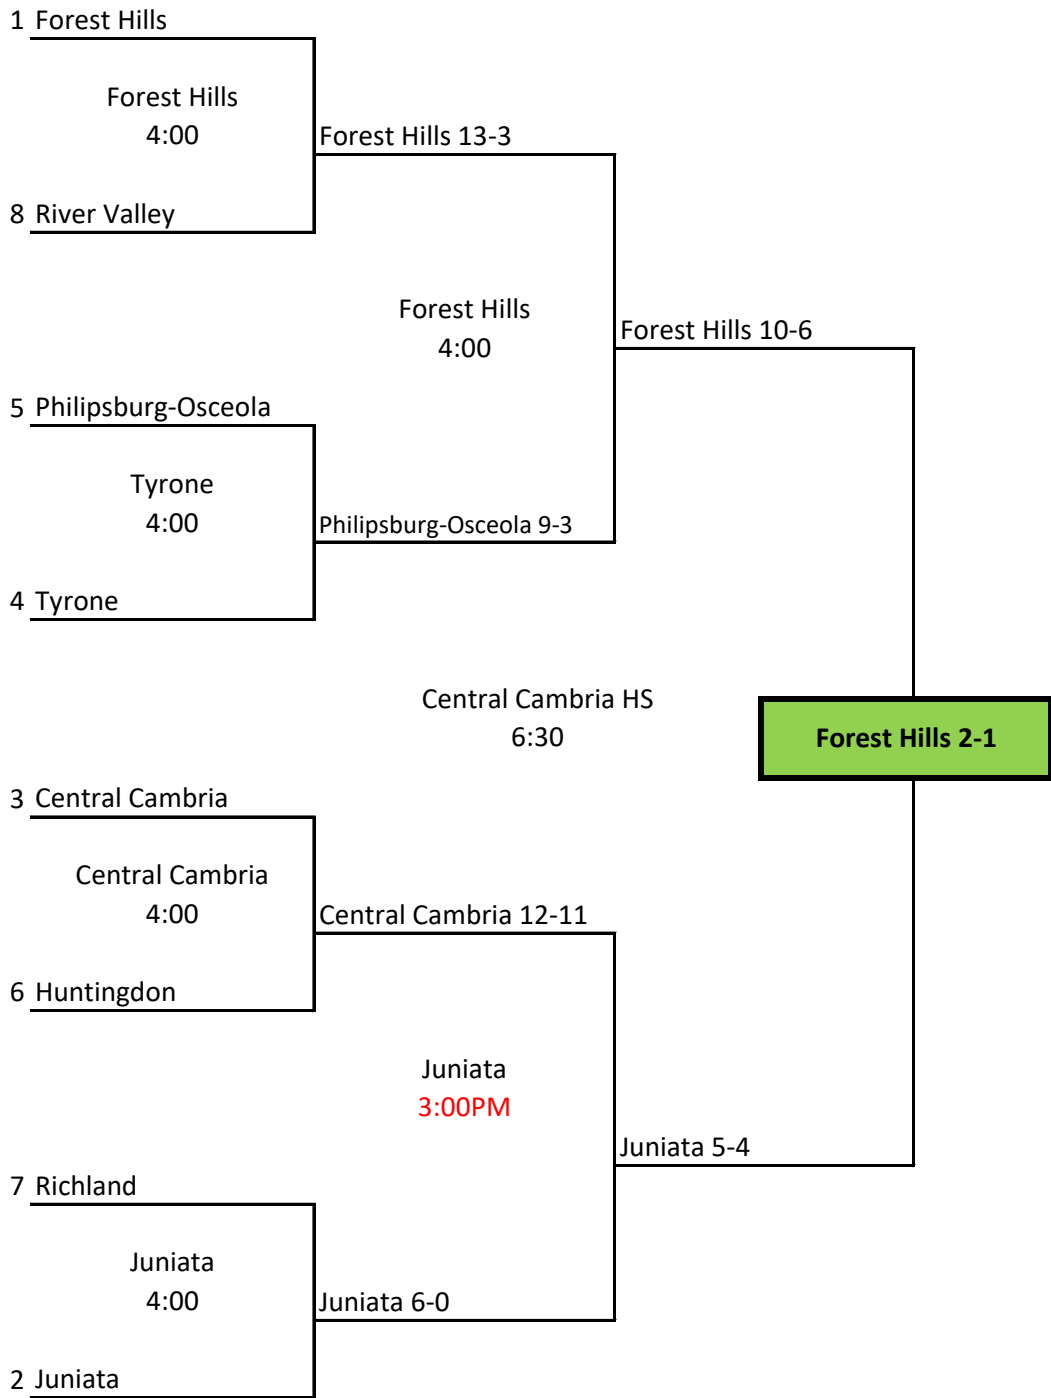 1 Forest Hills
Forest Hills
4:00
Forest Hills 13-3
8 River Valley
Forest Hills
4:00
Forest Hills 10-6
5 Philipsburg-Osceola
Tyrone
4:00
Philipsburg-Osceola 9-3
4 Tyrone
Central Cambria HS
6:30
Forest Hills 2-1
3 Central Cambria
Central Cambria
4:00
Central Cambria 12-11
6 Huntingdon
Juniata
3:00PM
Juniata 5-4
7 Richland
Juniata
4:00
Juniata 6-0
2 Juniata